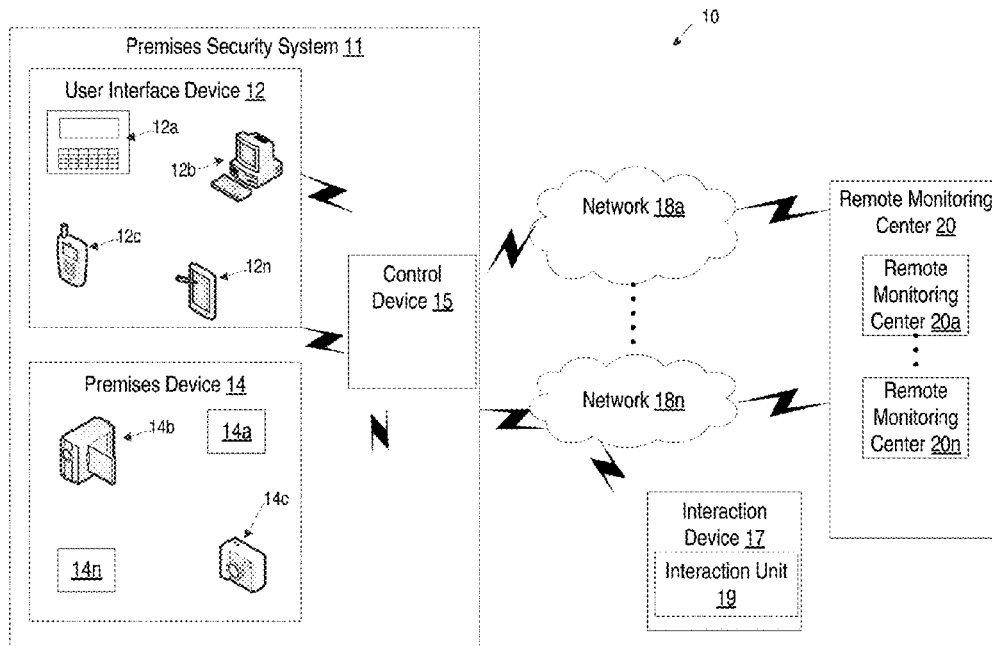 10
Premises Security System 11
User Interface Device 12
12a
12b
12c
12n
Control
Device 15
Premises Device 14
14b
14a
14c
14n
Network 18a
Network 18n
Remote Monitoring
Center 20
Remote
Monitoring
Center 20a
Remote
Monitoring
Center 20n
Interaction
Device 17
Interaction Unit
19